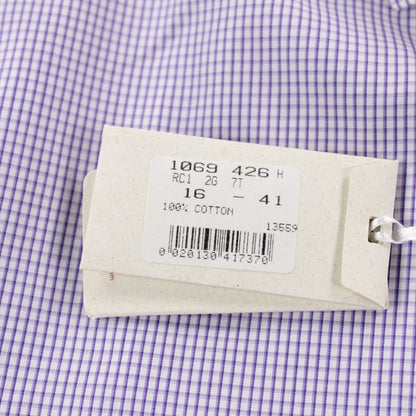 1069 426 H
RC1 2G 7T
16 - 41
100% COTTON
13559
0 020130 417370